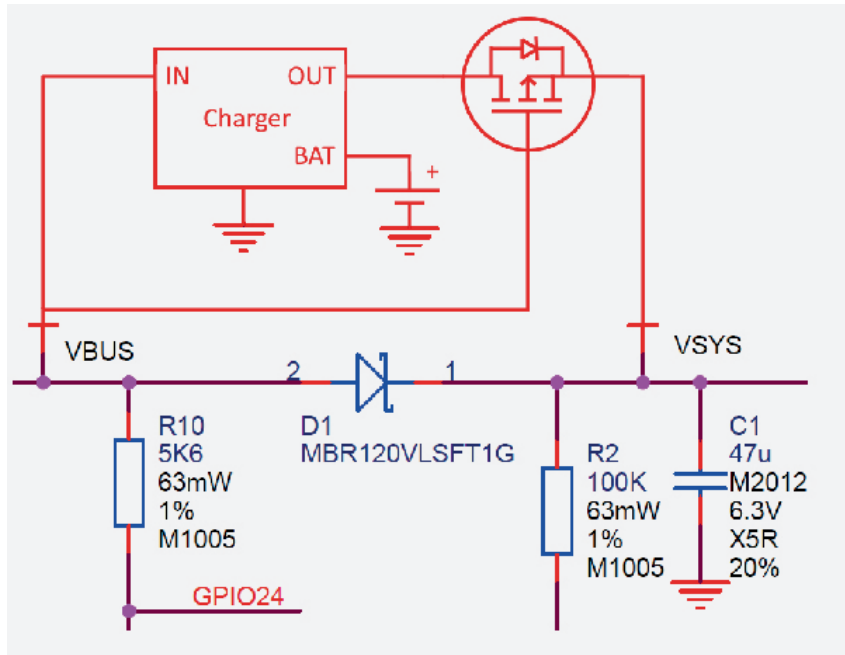 IN
OUT
Charger
BAT
+
VBUS
VSYS
2
1
R10
5K6
63mW
1%
M1005
D1
MBR120VLSFT1G
R2
100K
63mW
1%
M1005
C1
47u
M2012
6.3V
X5R
20%
GPIO24